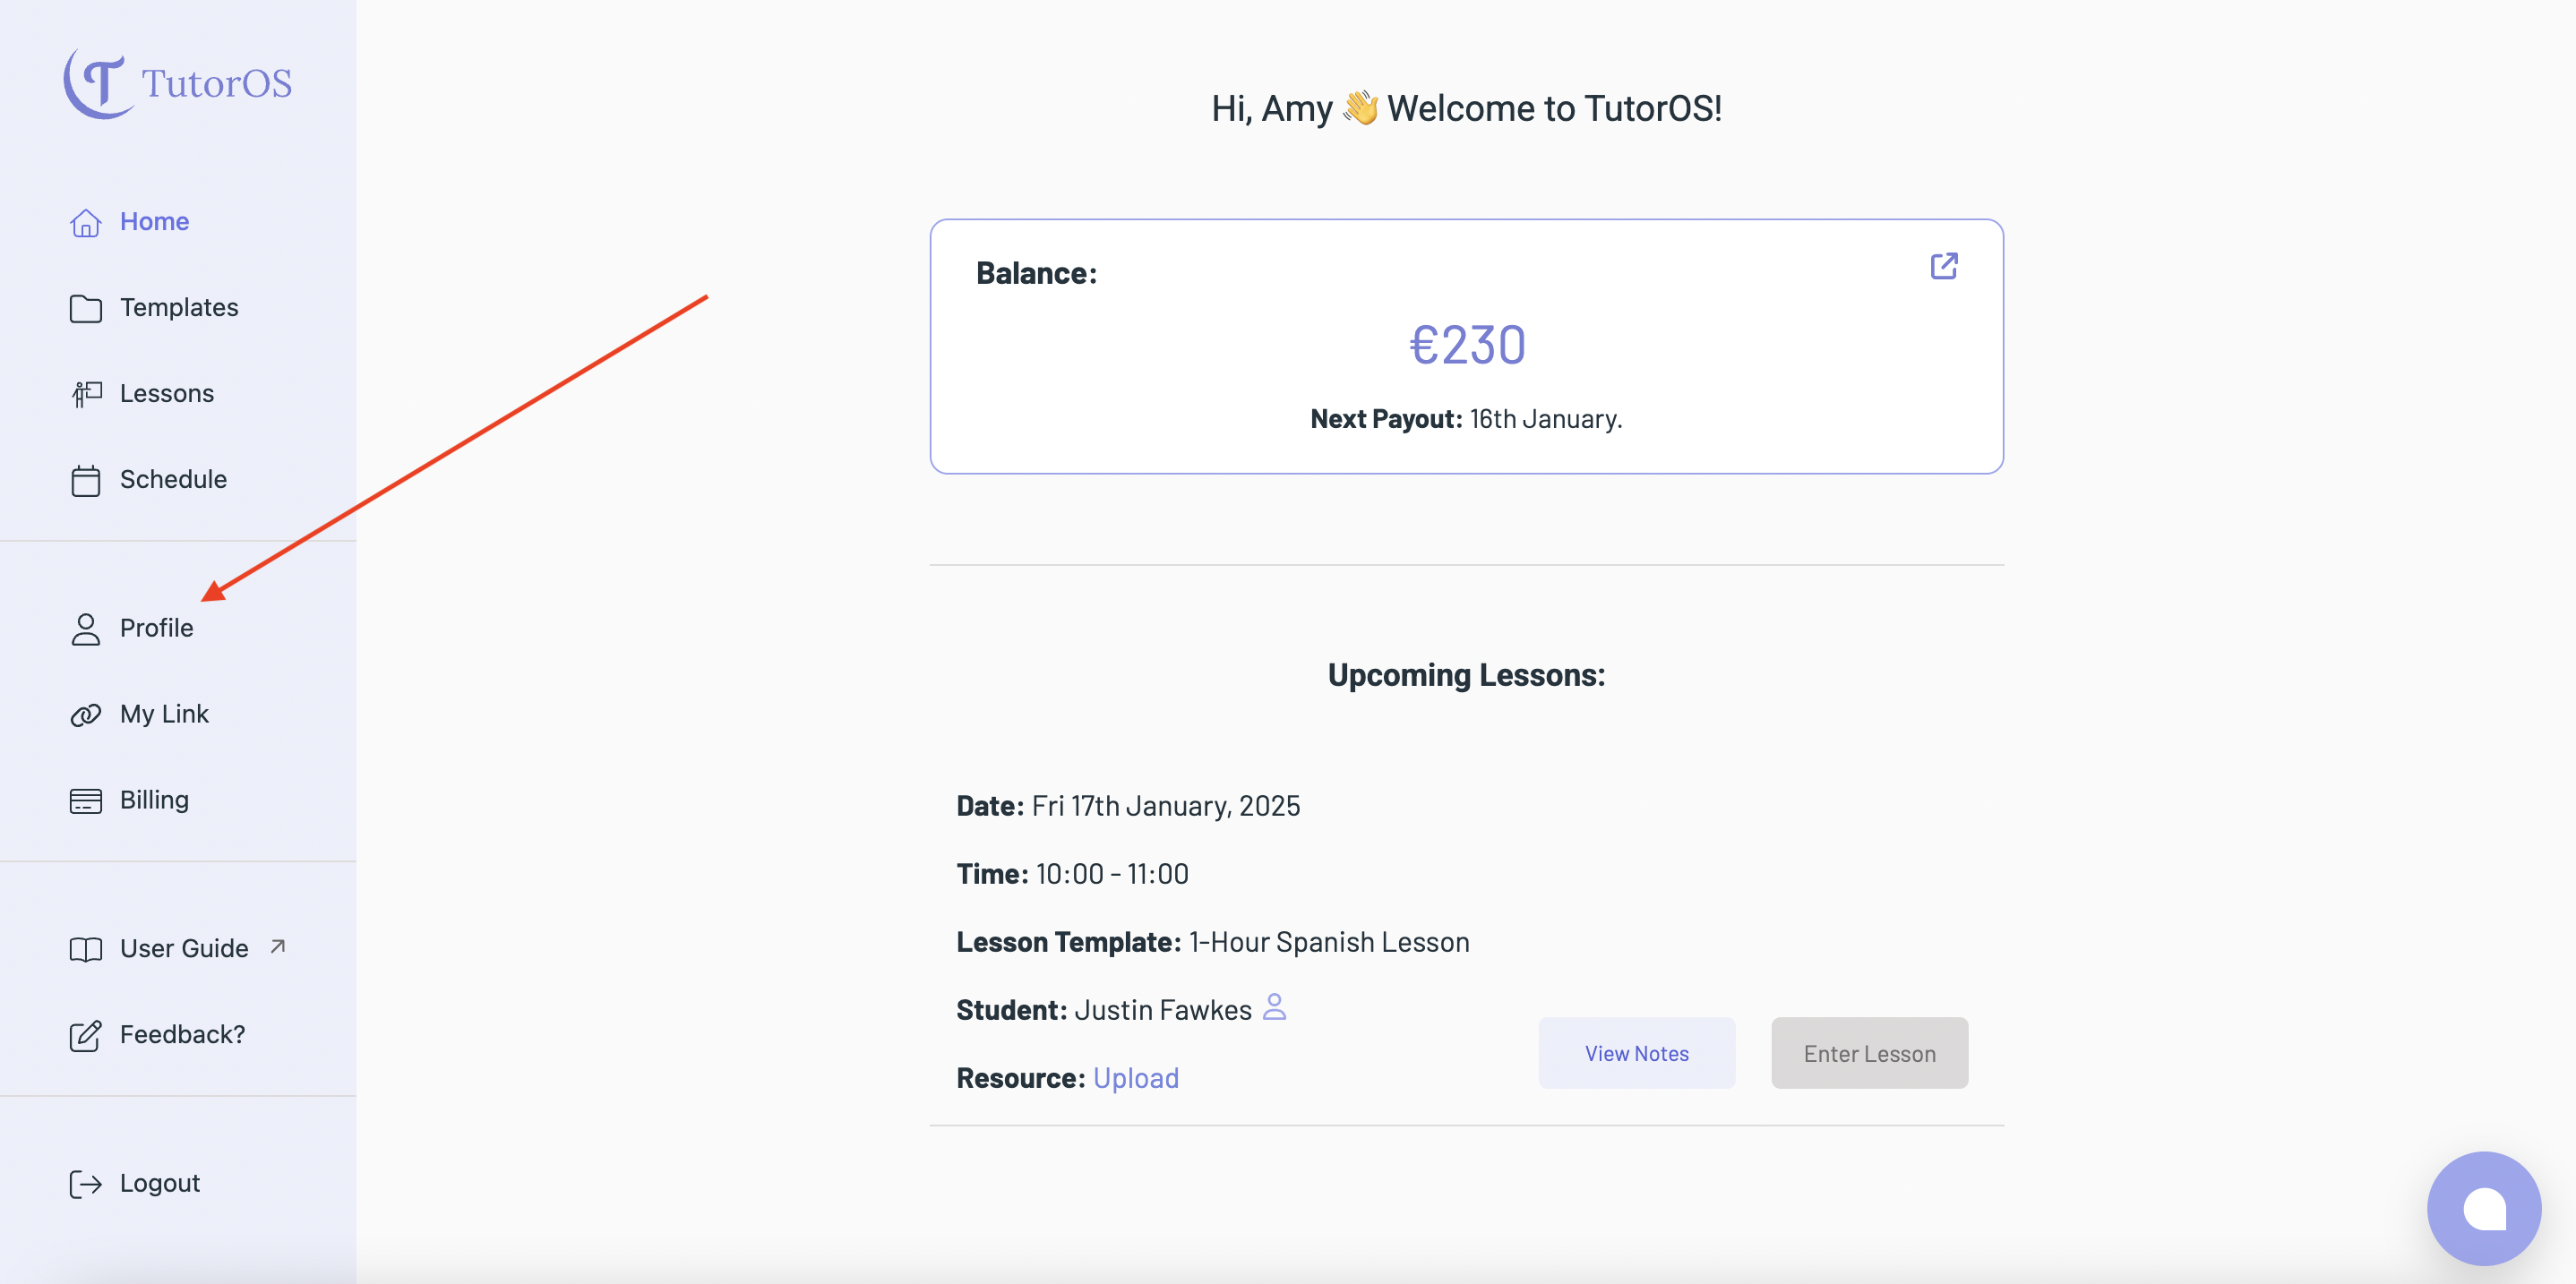 TutorOS
Home
Templates
Lessons
Schedule
Profile
My Link
Billing
User Guide
Feedback?
Logout
Hi, Amy 👋 Welcome to TutorOS!
Balance:
€230
Next Payout: 16th January.
Upcoming Lessons:
Date: Fri 17th January, 2025
Time: 10:00 - 11:00
Lesson Template: 1-Hour Spanish Lesson
Student: Justin Fawkes
Resource: Upload
View Notes
Enter Lesson